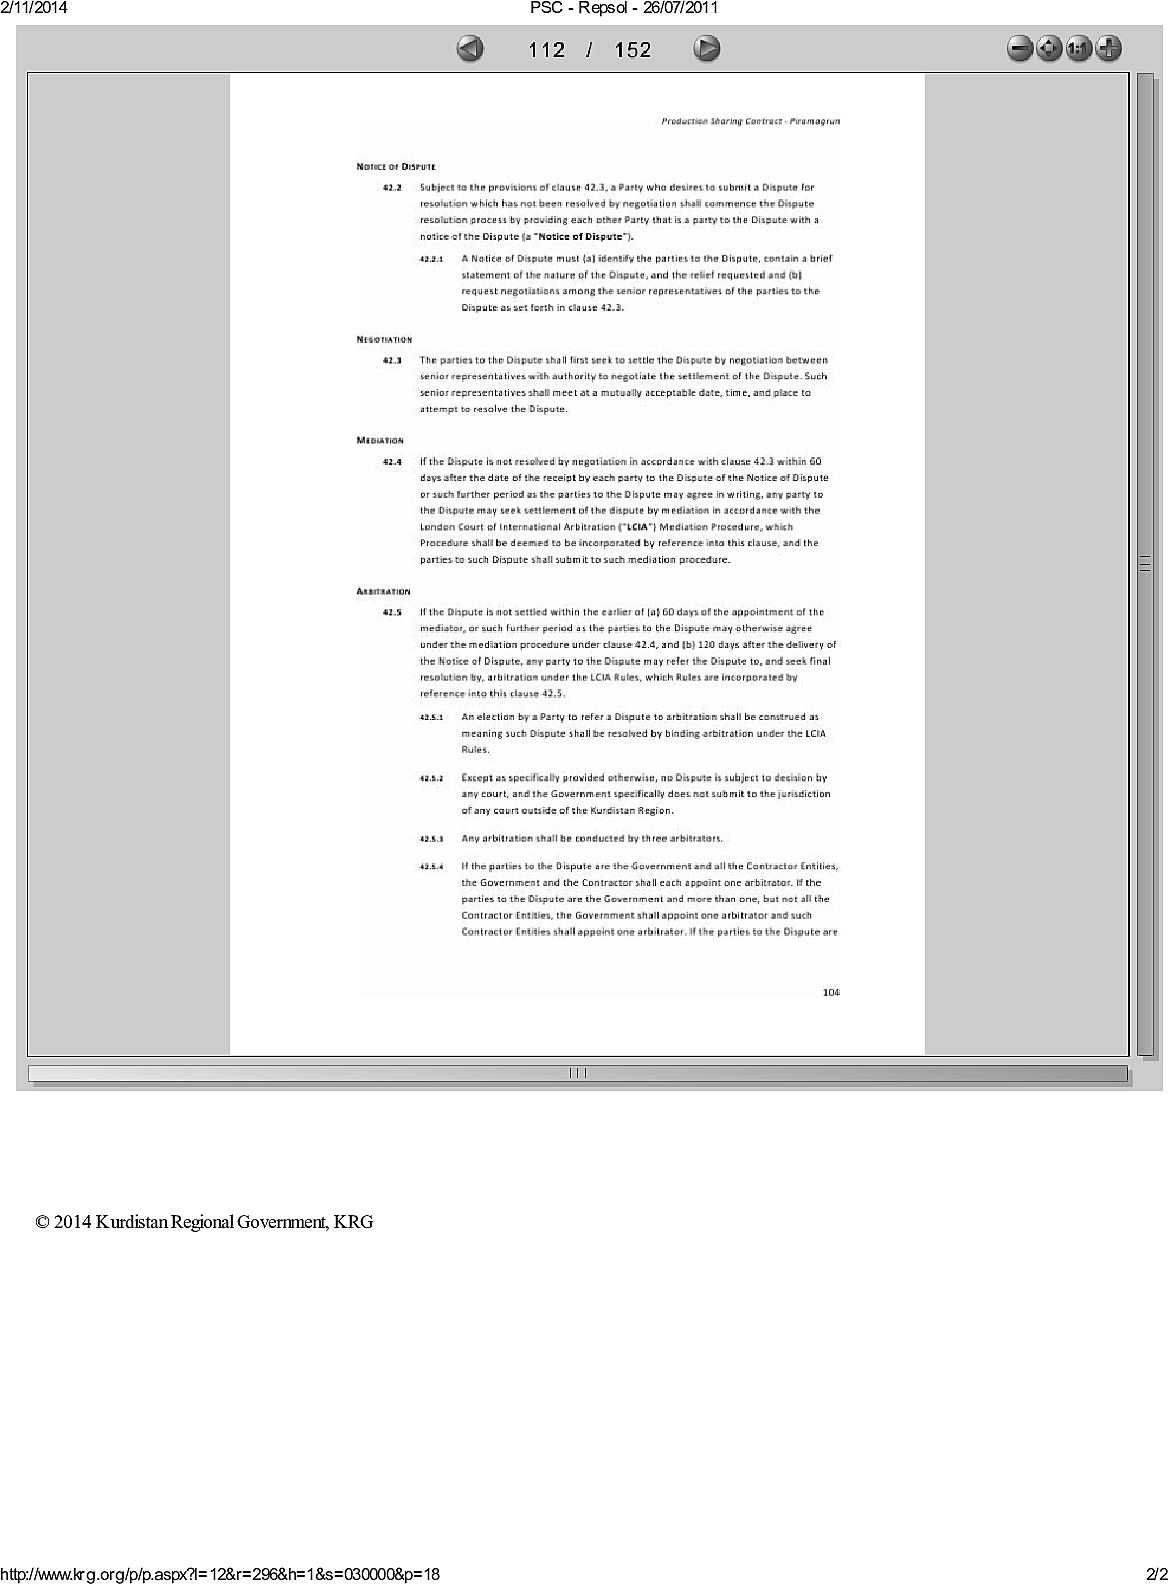 2/11/2014 PSC - Repsol - 26/07/2011
112 / 152
1:1
Production Sharing Contract - Piramagrun
NOTICE OF DISPUTE
42.2 Subject to the provisions of clause 42.3, a Party who desires to submit a Dispute for
resolution which has not been resolved by negotiation shall commence the Dispute
resolution process by providing each other Party that is a party to the Dispute with a
notice of the Dispute (a "Notice of Dispute").
42.2.1 A Notice of Dispute must (a) identify the parties to the Dispute, contain a brief
statement of the nature of the Dispute, and the relief requested and (b)
request negotiations among the senior representatives of the parties to the
Dispute as set forth in clause 42.3.
NEGOTIATION
42.3 The parties to the Dispute shall first seek to settle the Dispute by negotiation between
senior representatives with authority to negotiate the settlement of the Dispute. Such
senior representatives shall meet at a mutually acceptable date, time, and place to
attempt to resolve the Dispute.
MEDIATION
42.4 If the Dispute is not resolved by negotiation in accordance with clause 42.3 within 60
days after the date of the receipt by each party to the Dispute of the Notice of Dispute
or such further period as the parties to the Dispute may agree in writing, any party to
the Dispute may seek settlement of the dispute by mediation in accordance with the
London Court of International Arbitration ("LCIA") Mediation Procedure, which
Procedure shall be deemed to be incorporated by reference into this clause, and the
parties to such Dispute shall submit to such mediation procedure.
ARBITRATION
42.5 If the Dispute is not settled within the earlier of (a) 60 days of the appointment of the
mediator, or such further period as the parties to the Dispute may otherwise agree
under the mediation procedure under clause 42.4, and (b) 120 days after the delivery of
the Notice of Dispute, any party to the Dispute may refer the Dispute to, and seek final
resolution by, arbitration under the LCIA Rules, which Rules are incorporated by
reference into this clause 42.5.
42.5.1 An election by a Party to refer a Dispute to arbitration shall be construed as
meaning such Dispute shall be resolved by binding arbitration under the LCIA
Rules.
42.5.2 Except as specifically provided otherwise, no Dispute is subject to decision by
any court, and the Government specifically does not submit to the jurisdiction
of any court outside of the Kurdistan Region.
42.5.3 Any arbitration shall be conducted by three arbitrators.
42.5.4 If the parties to the Dispute are the Government and all the Contractor Entities,
the Government and the Contractor shall each appoint one arbitrator. If the
parties to the Dispute are the Government and more than one, but not all the
Contractor Entities, the Government shall appoint one arbitrator and such
Contractor Entities shall appoint one arbitrator. If the parties to the Dispute are
104
© 2014 Kurdistan Regional Government, KRG
http://www.krg.org/p/p.aspx?l=12&r=296&h=1&s=030000&p=18 2/2